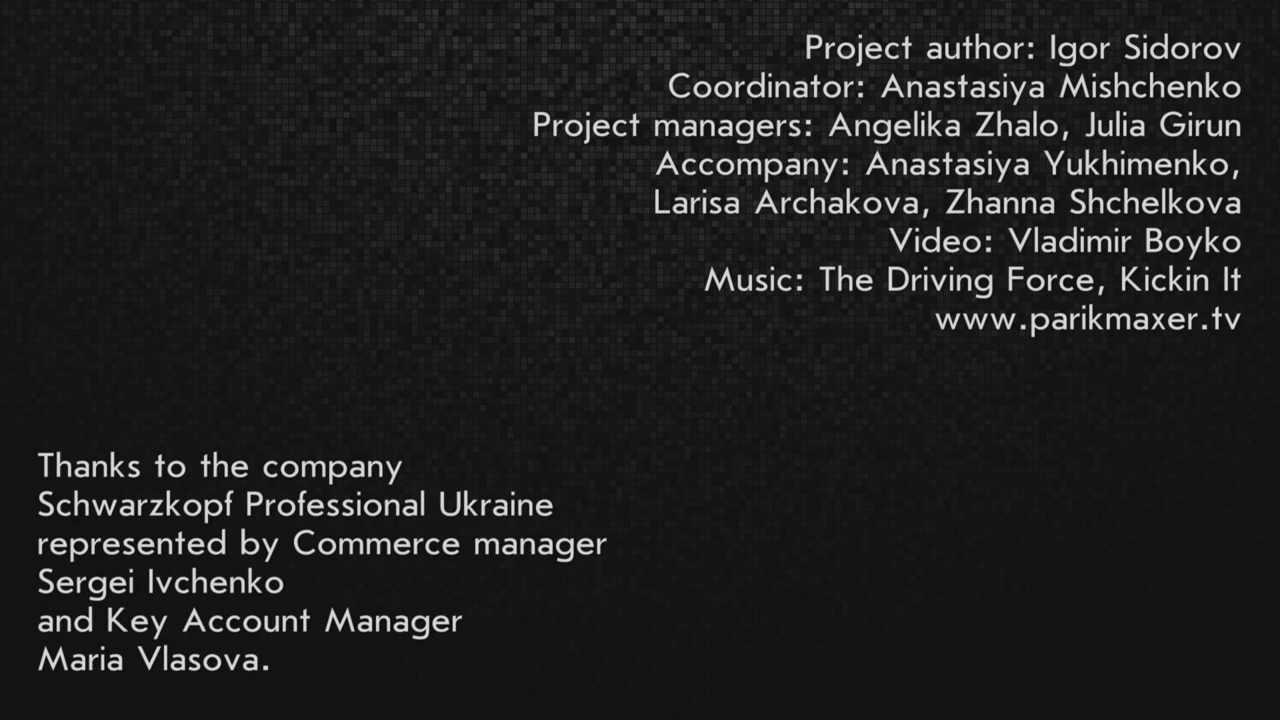 Project author: Igor Sidorov
Coordinator: Anastasiya Mishchenko
Project managers: Angelika Zhalo, Julia Girun
Accompany: Anastasiya Yukhimenko,
Larisa Archakova, Zhanna Shchelkova
Video: Vladimir Boyko
Music: The Driving Force, Kickin It
www.parikmaxer.tv
Thanks to the company
Schwarzkopf Professional Ukraine
represented by Commerce manager
Sergei Ivchenko
and Key Account Manager
Maria Vlasova.